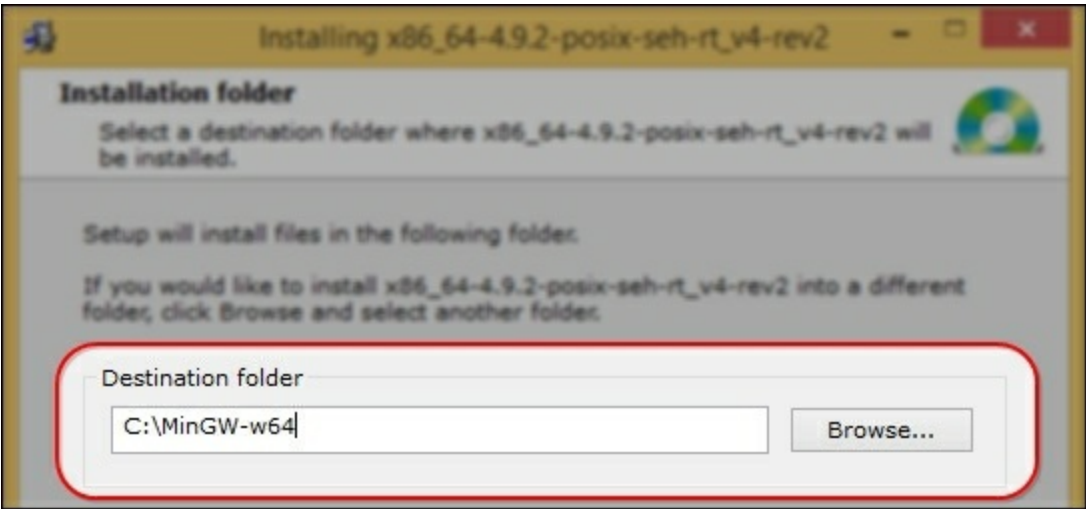 Installing x86_64-4.9.2-posix-seh-rt_v4-rev2
Installation folder
Select a destination folder where x86_64-4.9.2-posix-seh-rt_v4-rev2 will
be installed.
Setup will install files in the following folder.
If you would like to install x86_64-4.9.2-posix-seh-rt_v4-rev2 into a different
folder, click Browse and select another folder.
Destination folder
C:\MinGW-w64
Browse...